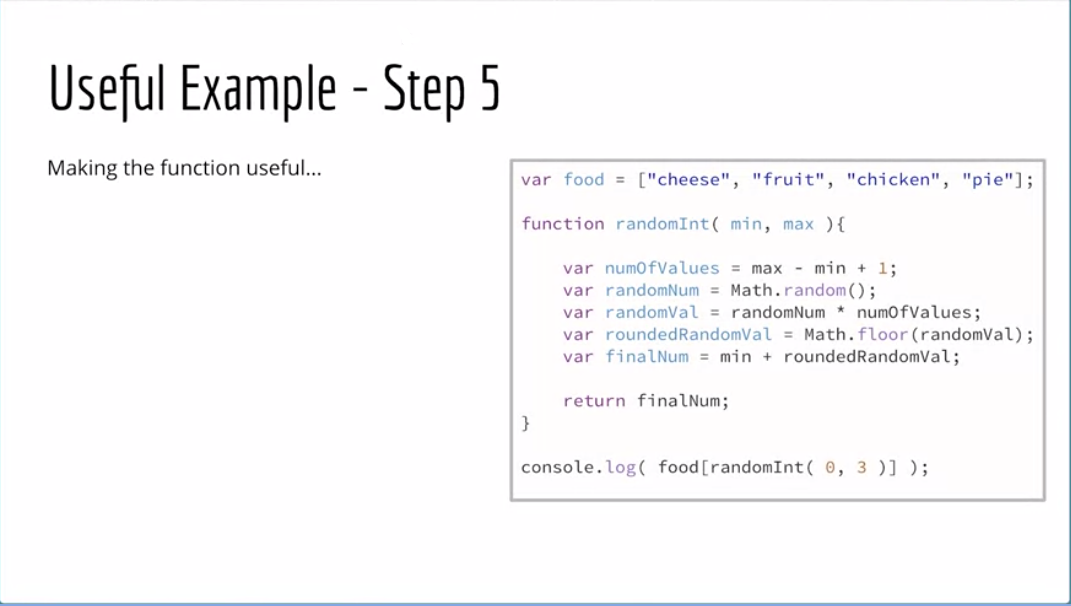 Useful Example - Step 5
Making the function useful...
var food = ["cheese", "fruit", "chicken", "pie"];
function randomInt( min, max ){
var numOfValues = max - min + 1;
var randomNum = Math.random();
var randomVal = randomNum * numOfValues;
var roundedRandomVal = Math.floor(randomVal);
var finalNum = min + roundedRandomVal;
return finalNum;
}
console.log( food[randomInt( 0, 3 )] );